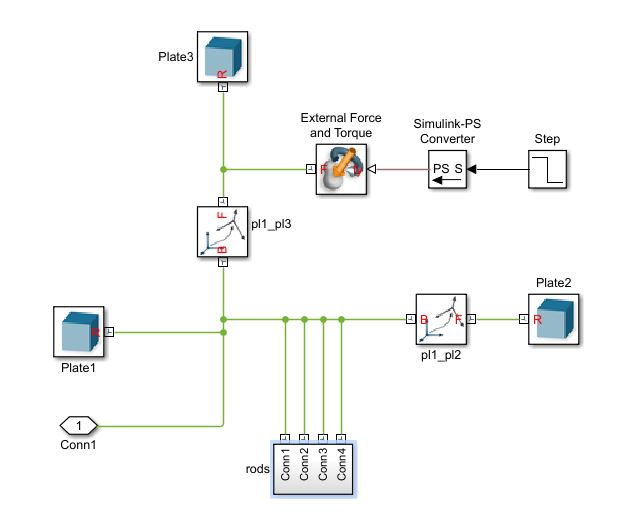 Plate3
R
External Force
and Torque
Simulink-PS
Converter
Step
F
PS S
F
pl1_pl3
B
Plate2
R
Plate1
B
F
R
pl1_pl2
1
Conn1
rods
Conn1
Conn2
Conn3
Conn4